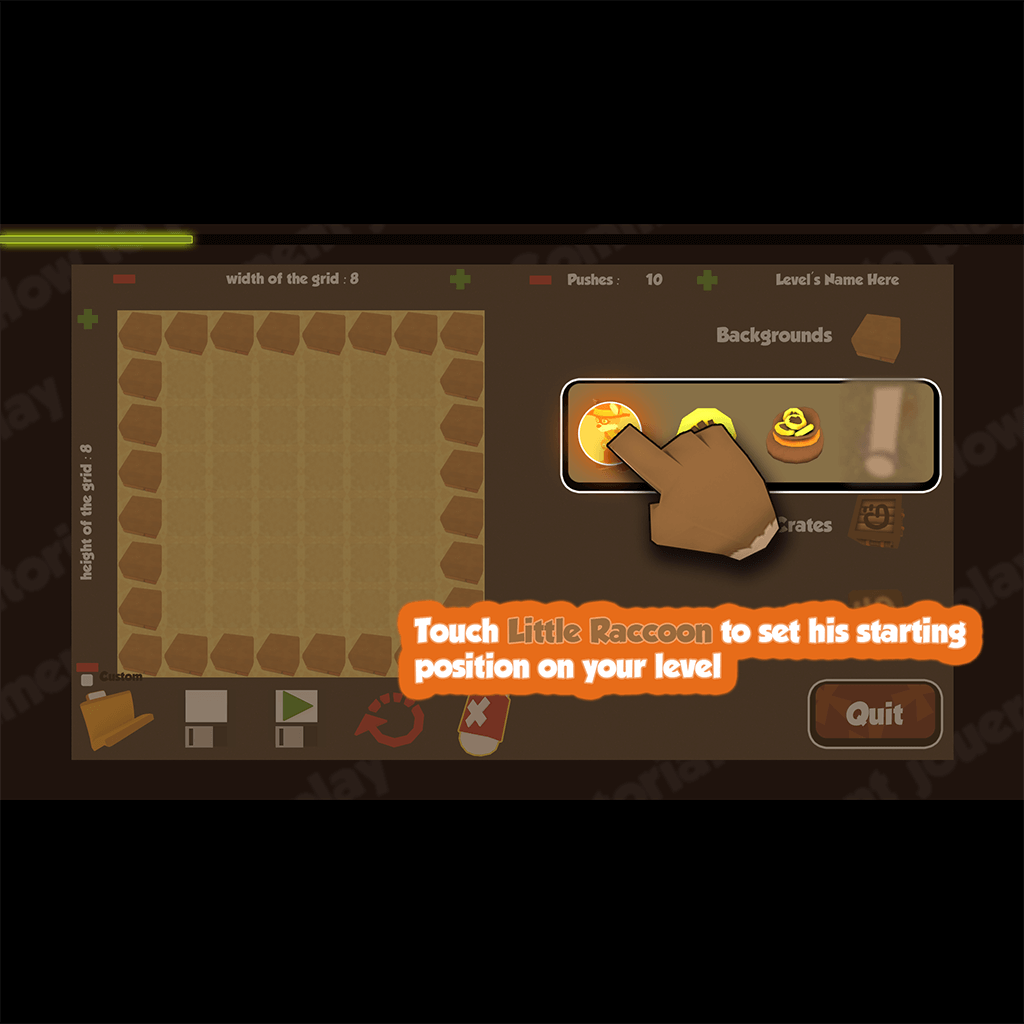 width of the grid : 8
Pushes : 10
Level's Name Here
Backgrounds
height of the grid : 8
Crates
Touch Little Raccoon to set his starting
position on your level
Custom
Quit